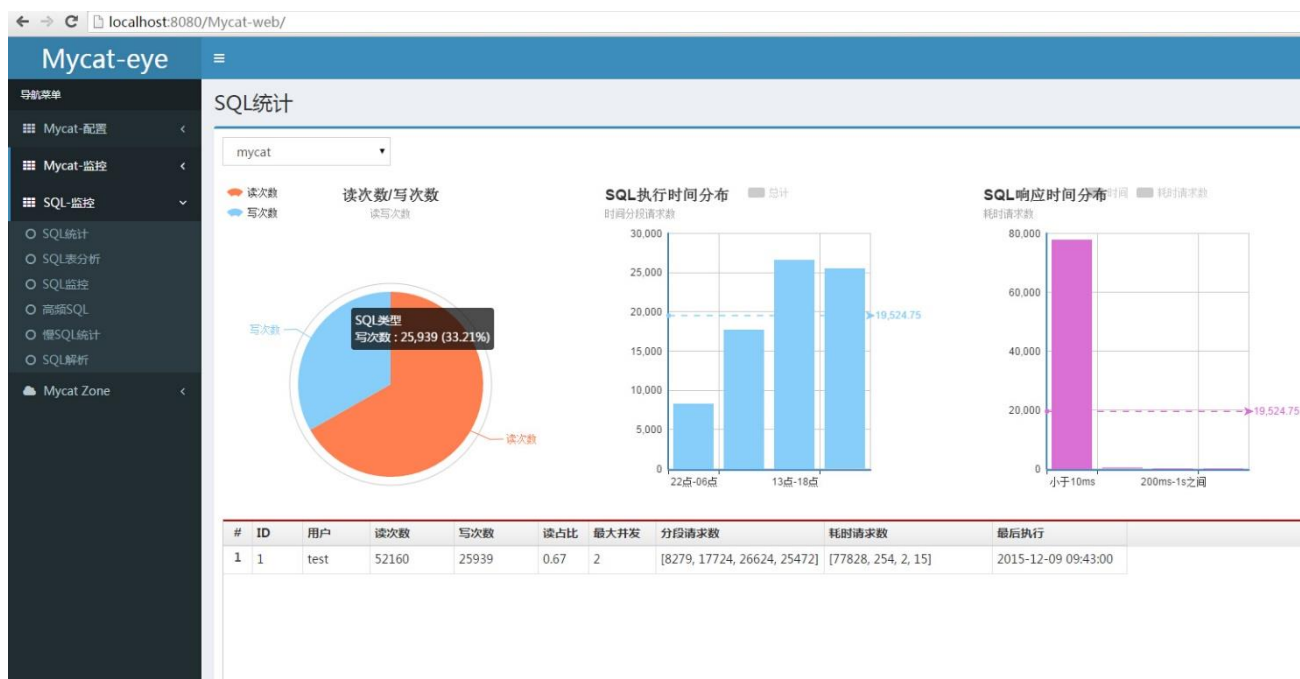 localhost:8080/Mycat-web/
Mycat-eye
导航菜单
Mycat-配置
Mycat-监控
SQL-监控
SQL统计
SQL表分析
SQL监控
高频SQL
慢SQL统计
SQL解析
Mycat Zone
SQL统计
mycat
读次数
写次数
读次数/写次数
读写次数
写次数
SQL类型
写次数 : 25,939 (33.21%)
读次数
SQL执行时间分布
总计
时间分段请求数
30,000
25,000
20,000
15,000
10,000
5,000
0
19,524.75
22点-06点
13点-18点
SQL响应时间分布
时间
耗时请求数
耗时请求数
80,000
60,000
40,000
20,000
0
19,524.75
小于10ms
200ms-1s之间
# ID 用户 读次数 写次数 读占比 最大并发 分段请求数 耗时请求数 最后执行
1 1 test 52160 25939 0.67 2 [8279, 17724, 26624, 25472] [77828, 254, 2, 15] 2015-12-09 09:43:00